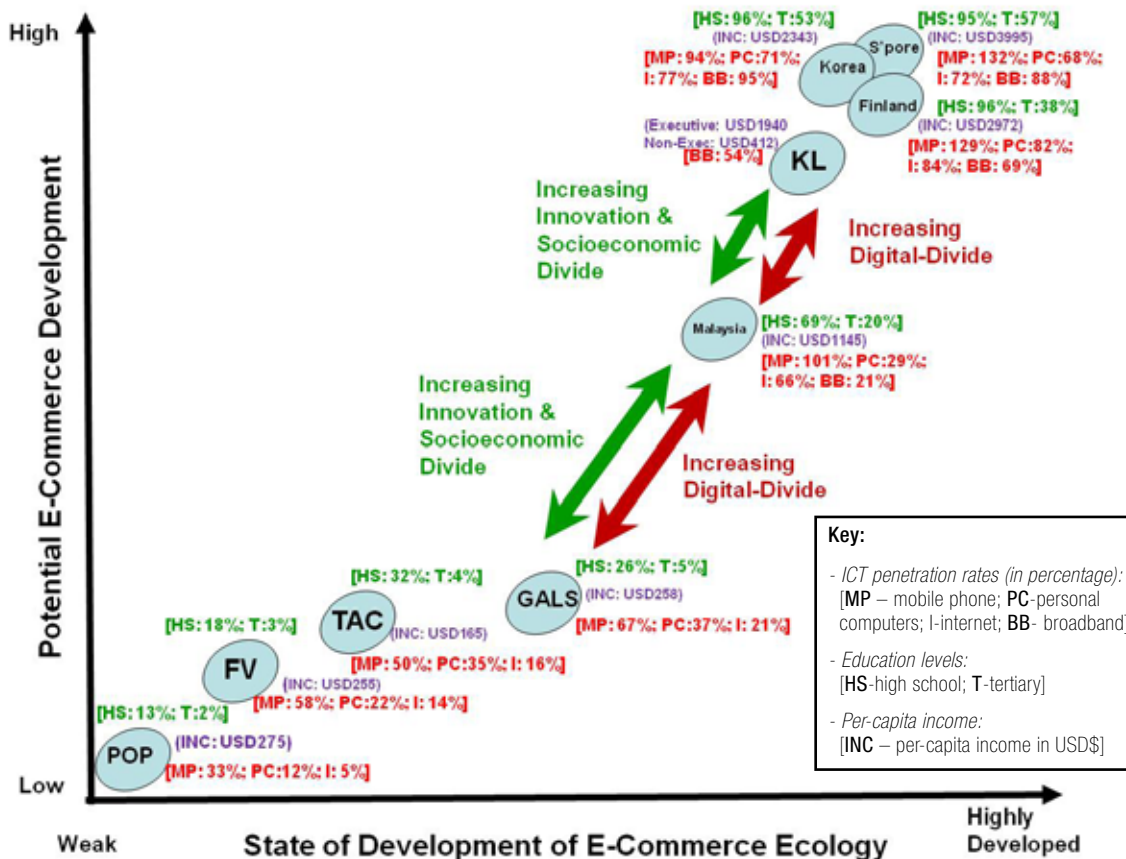 High
Potential E-Commerce Development
Low
Weak
State of Development of E-Commerce Ecology
Highly
Developed
[HS: 96%; T:53%]
(INC: USD2343)
[MP: 94%; PC:71%;
I: 77%; BB: 95%]
Korea
[HS: 95%; T:57%]
(INC: USD3995)
S'pore
[MP: 132%; PC:68%;
I: 72%; BB: 88%]
Finland
[HS: 96%; T:38%]
(INC: USD2972)
[MP: 129%; PC:82%;
I: 84%; BB: 69%]
(Executive: USD1940
Non-Exec: USD412)
[BB: 54%]
KL
Increasing
Innovation &
Socioeconomic
Divide
Increasing
Digital-Divide
Malaysia
[HS: 69%; T:20%]
(INC: USD1145)
[MP: 101%; PC:29%;
I: 66%; BB: 21%]
Increasing
Innovation &
Socioeconomic
Divide
Increasing
Digital-Divide
[HS: 26%; T:5%]
GALS
(INC: USD258)
[MP: 67%; PC:37%; I: 21%]
[HS: 32%; T:4%]
TAC
(INC: USD165)
[MP: 50%; PC:35%; I: 16%]
[HS: 18%; T:3%]
FV
(INC: USD255)
[MP: 58%; PC:22%; I: 14%]
[HS: 13%; T:2%]
POP
(INC: USD275)
[MP: 33%; PC:12%; I: 5%]
Key:
- ICT penetration rates (in percentage):
[MP – mobile phone; PC-personal
computers; I-internet; BB- broadband]
- Education levels:
[HS-high school; T-tertiary]
- Per-capita income:
[INC – per-capita income in USD$]